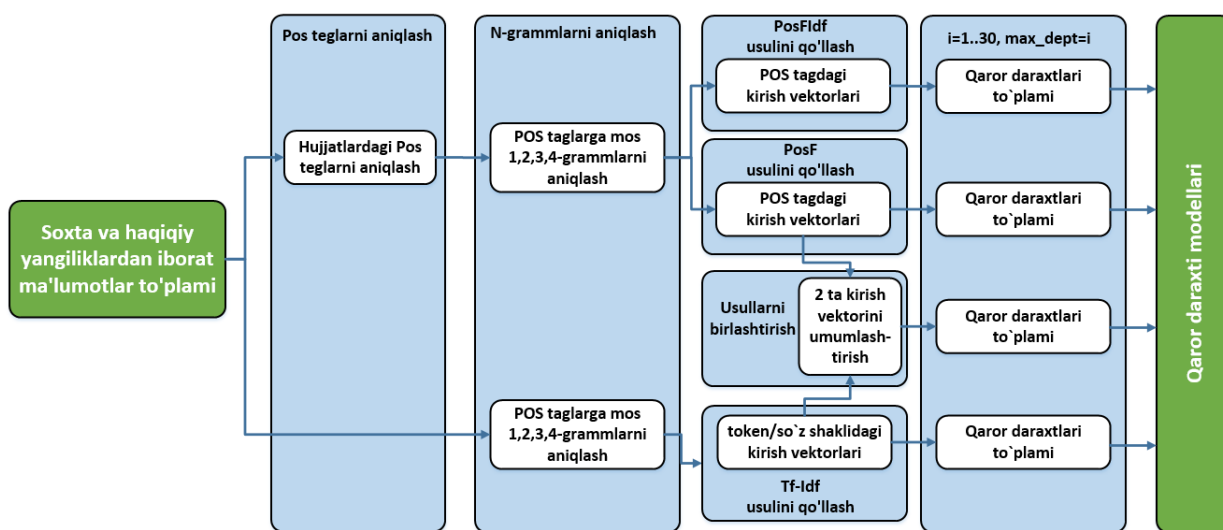 Soxta va haqiqiy
yangiliklardan iborat
ma'lumotlar to'plami
Pos teglarni aniqlash
Hujjatlardagi Pos
teglarni aniqlash
N-grammlarni aniqlash
POS taglarga mos
1,2,3,4-grammlarni
aniqlash
POS taglarga mos
1,2,3,4-grammlarni
aniqlash
PosFIdf
usulini qo'llash
POS tagdagi
kirish vektorlari
PosF
usulini qo'llash
POS tagdagi
kirish vektorlari
Usullarni
birlashtirish
2 ta kirish
vektorini
umumlash-
tirish
token/so`z shaklidagi
kirish vektorlari
Tf-Idf
usulini qo'llash
i=1..30, max_dept=i
Qaror daraxtlari
to`plami
Qaror daraxtlari
to`plami
Qaror daraxtlari
to`plami
Qaror daraxtlari
to`plami
Qaror daraxti modellari